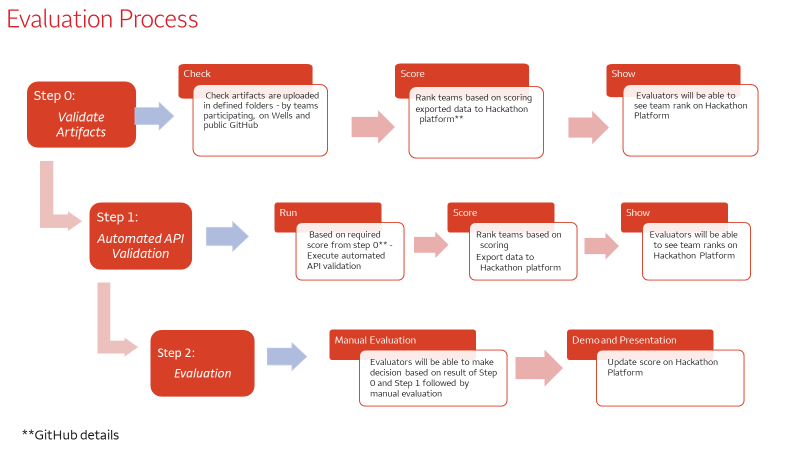 Evaluation Process
Step 0:
Validate
Artifacts
Check
Check artifacts are uploaded
in defined folders - by teams
participating, on Wells and
public GitHub
Score
Rank teams based on scoring
exported data to Hackathon
platform**
Show
Evaluators will be able to
see team rank on Hackathon
Platform
Step 1:
Automated API
Validation
Run
Based on required
score from step 0** -
Execute automated
API validation
Score
Rank teams based on
scoring
Export data to
Hackathon platform
Show
Evaluators will be able
to see team ranks on
Hackathon Platform
Step 2:
Evaluation
Manual Evaluation
Evaluators will be able to make
decision based on result of Step
0 and Step 1 followed by
manual evaluation
Demo and Presentation
Update score on Hackathon
Platform
**GitHub details